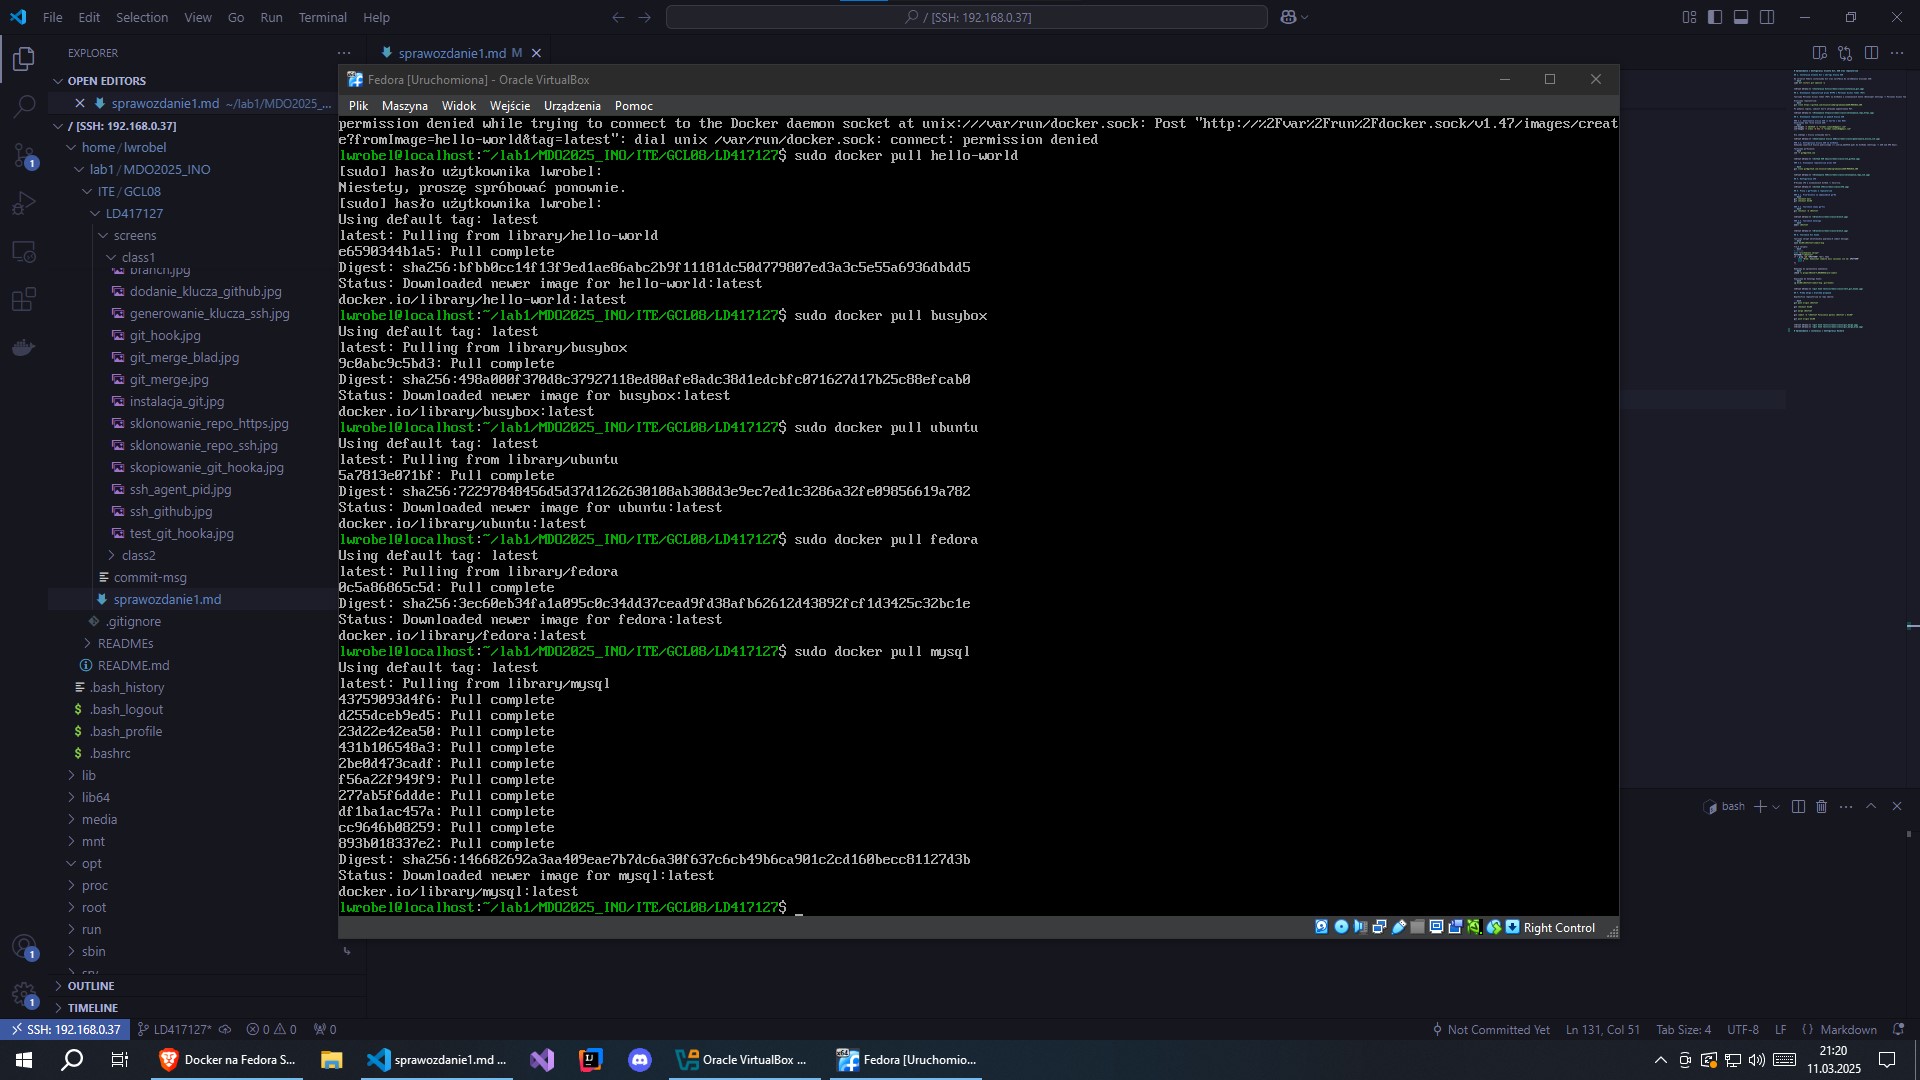 File Edit Selection View Go Run Terminal Help
/ [SSH: 192.168.0.37]
EXPLORER
OPEN EDITORS
sprawozdanie1.md ~/lab1/MDO2025_...
/ [SSH: 192.168.0.37]
home / lwrobel
lab1 / MDO2025_INO
ITE / GCL08
LD417127
screens
class1
branch.jpg
dodanie_klucza_github.jpg
generowanie_klucza_ssh.jpg
git_hook.jpg
git_merge_blad.jpg
git_merge.jpg
instalacja_git.jpg
sklonowanie_repo_https.jpg
sklonowanie_repo_ssh.jpg
skopiowanie_git_hooka.jpg
ssh_agent_pid.jpg
ssh_github.jpg
test_git_hooka.jpg
class2
commit-msg
sprawozdanie1.md
.gitignore
READMEs
README.md
.bash_history
.bash_logout
.bash_profile
.bashrc
lib
lib64
media
mnt
opt
proc
root
run
sbin
OUTLINE
TIMELINE
sprawozdanie1.md M
Fedora [Uruchomiona] - Oracle VirtualBox
Plik Maszyna Widok Wejście Urządzenia Pomoc
permission denied while trying to connect to the Docker daemon socket at unix:///var/run/docker.sock: Post "http://%2Fvar%2Frun%2Fdocker.sock/v1.47/images/creat
e?fromImage=hello-world&tag=latest": dial unix /var/run/docker.sock: connect: permission denied
lwrobel@localhost:~/lab1/MDO2025_INO/ITE/GCL08/LD417127$ sudo docker pull hello-world
[sudo] hasło użytkownika lwrobel:
Niestety, proszę spróbować ponownie.
[sudo] hasło użytkownika lwrobel:
Using default tag: latest
latest: Pulling from library/hello-world
e6590344b1a5: Pull complete
Digest: sha256:bfbb0cc14f13f9ed1ae86abc2b9f11181dc50d779807ed3a3c5e55a6936dbdd5
Status: Downloaded newer image for hello-world:latest
docker.io/library/hello-world:latest
lwrobel@localhost:~/lab1/MDO2025_INO/ITE/GCL08/LD417127$ sudo docker pull busybox
Using default tag: latest
latest: Pulling from library/busybox
9c0abc9c5bd3: Pull complete
Digest: sha256:498a000f370d8c37927118ed80afe8adc38d1edcbfc071627d17b25c88efcab0
Status: Downloaded newer image for busybox:latest
docker.io/library/busybox:latest
lwrobel@localhost:~/lab1/MDO2025_INO/ITE/GCL08/LD417127$ sudo docker pull ubuntu
Using default tag: latest
latest: Pulling from library/ubuntu
5a7813e071bf: Pull complete
Digest: sha256:72297848456d5d37d1262630108ab308d3e9ec7ed1c3286a32fe09856619a782
Status: Downloaded newer image for ubuntu:latest
docker.io/library/ubuntu:latest
lwrobel@localhost:~/lab1/MDO2025_INO/ITE/GCL08/LD417127$ sudo docker pull fedora
Using default tag: latest
latest: Pulling from library/fedora
0c5a86865c5d: Pull complete
Digest: sha256:3ec60eb34fa1a095c0c34dd37cead9fd38afb62612d43892fcf1d3425c32bc1e
Status: Downloaded newer image for fedora:latest
docker.io/library/fedora:latest
lwrobel@localhost:~/lab1/MDO2025_INO/ITE/GCL08/LD417127$ sudo docker pull mysql
Using default tag: latest
latest: Pulling from library/mysql
43759093d4f6: Pull complete
d255dceb9ed5: Pull complete
23d22e42ea50: Pull complete
431b106548a3: Pull complete
2be0d473cadf: Pull complete
f56a22f949f9: Pull complete
277ab5f6ddde: Pull complete
df1ba1ac457a: Pull complete
cc9646b08259: Pull complete
893b018337e2: Pull complete
Digest: sha256:146682692a3aa409eae7b7dc6a30f637c6cb49b6ca901c2cd160becc81127d3b
Status: Downloaded newer image for mysql:latest
docker.io/library/mysql:latest
lwrobel@localhost:~/lab1/MDO2025_INO/ITE/GCL08/LD417127$ _
Right Control
bash
SSH: 192.168.0.37 LD417127* 0 0 0 Not Committed Yet Ln 131, Col 51 Tab Size: 4 UTF-8 LF {} Markdown
Docker na Fedora S... sprawozdanie1.md ... Oracle VirtualBox ... Fedora [Uruchomio... 21:20
11.03.2025